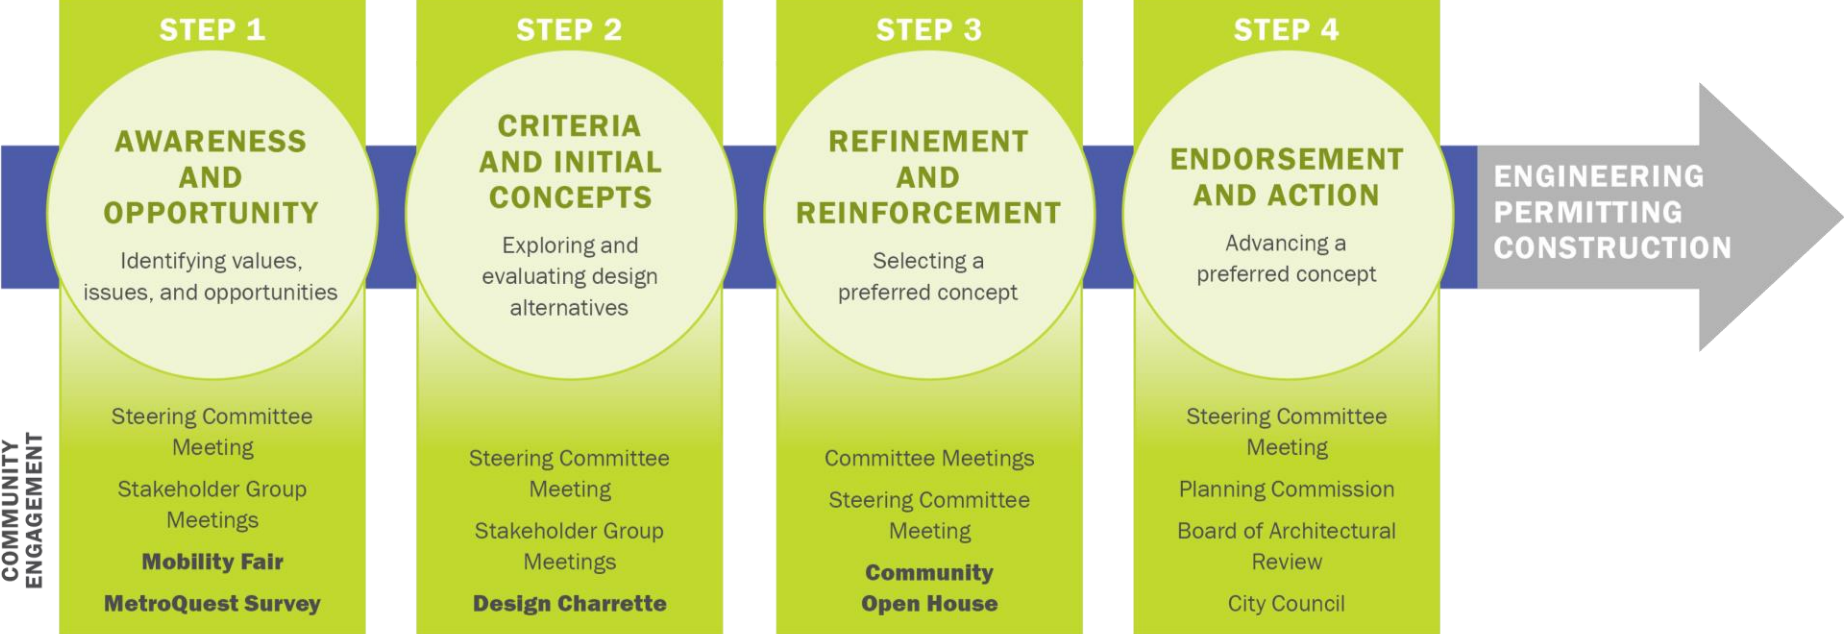 STEP 1
AWARENESS
AND
OPPORTUNITY
Identifying values,
issues, and opportunities
STEP 2
CRITERIA
AND INITIAL
CONCEPTS
Exploring and
evaluating design
alternatives
STEP 3
REFINEMENT
AND
REINFORCEMENT
Selecting a
preferred concept
STEP 4
ENDORSEMENT
AND ACTION
Advancing a
preferred concept
ENGINEERING
PERMITTING
CONSTRUCTION
COMMUNITY
ENGAGEMENT
Steering Committee
Meeting
Stakeholder Group
Meetings
Mobility Fair
MetroQuest Survey
Steering Committee
Meeting
Stakeholder Group
Meetings
Design Charrette
Committee Meetings
Steering Committee
Meeting
Community
Open House
Steering Committee
Meeting
Planning Commission
Board of Architectural
Review
City Council